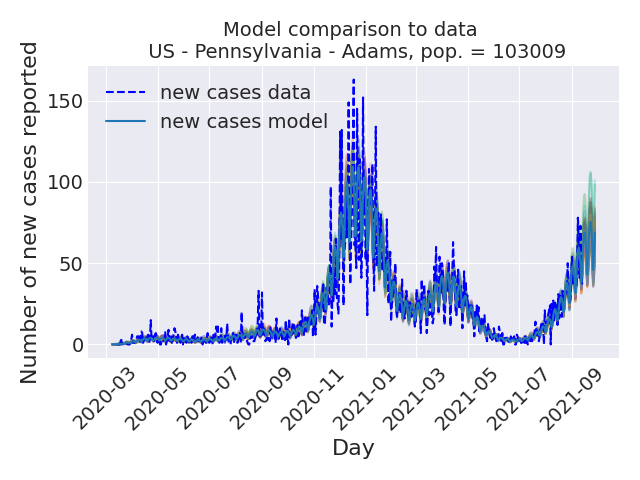 Model comparison to data
US - Pennsylvania - Adams, pop. = 103009
Number of new cases reported
150
100
50
0
new cases data
new cases model
2020-03
2020-05
2020-07
2020-09
2020-11
2021-01
2021-03
2021-05
2021-07
2021-09
Day